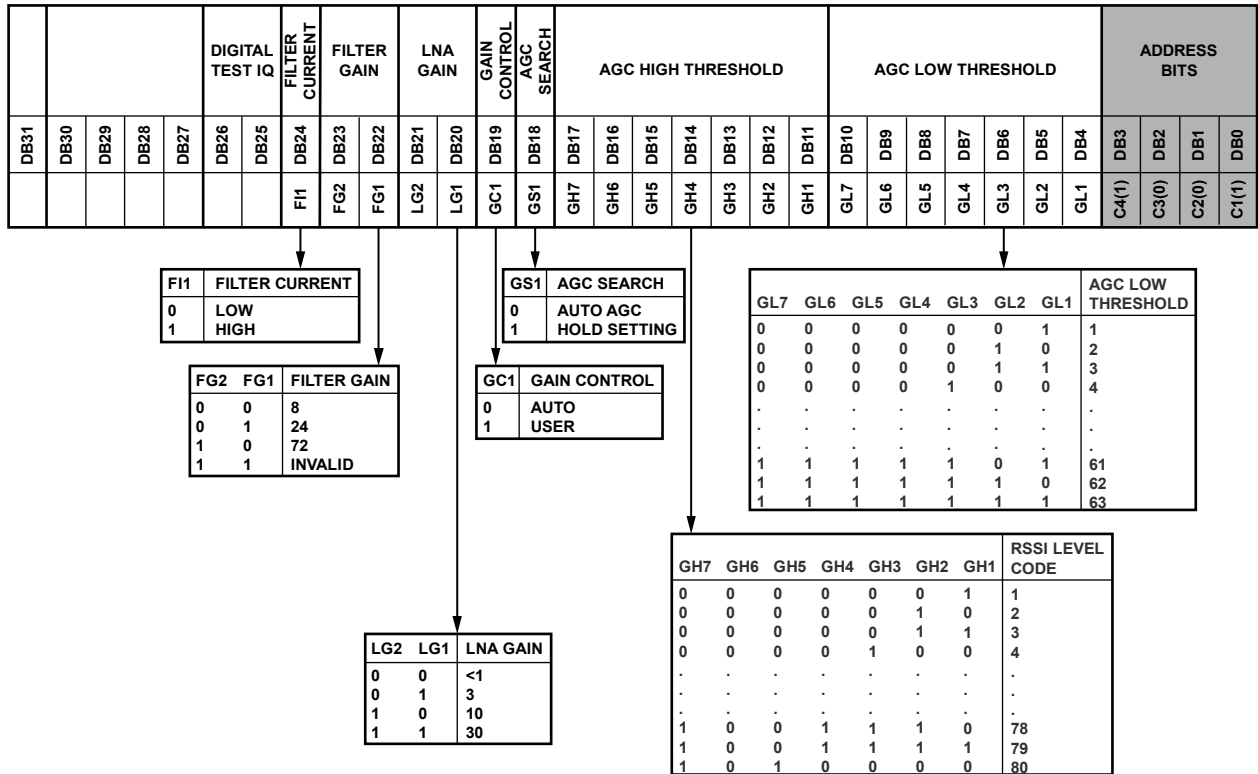 DIGITAL TEST IQ FILTER CURRENT FILTER GAIN LNA GAIN GAIN CONTROL AGC SEARCH AGC HIGH THRESHOLD AGC LOW THRESHOLD ADDRESS BITS
DB31 DB30 DB29 DB28 DB27 DB26 DB25 DB24 DB23 DB22 DB21 DB20 DB19 DB18 DB17 DB16 DB15 DB14 DB13 DB12 DB11 DB10 DB9 DB8 DB7 DB6 DB5 DB4 DB3 DB2 DB1 DB0
FI1 FG2 FG1 LG2 LG1 GC1 GS1 GH7 GH6 GH5 GH4 GH3 GH2 GH1 GL7 GL6 GL5 GL4 GL3 GL2 GL1 C4(1) C3(0) C2(0) C1(1)
FI1 FILTER CURRENT
0 LOW
1 HIGH
GS1 AGC SEARCH
0 AUTO AGC
1 HOLD SETTING
FG2 FG1 FILTER GAIN
0 0 8
0 1 24
1 0 72
1 1 INVALID
GC1 GAIN CONTROL
0 AUTO
1 USER
GL7 GL6 GL5 GL4 GL3 GL2 GL1 AGC LOW THRESHOLD
0 0 0 0 0 0 1 1
0 0 0 0 0 1 0 2
0 0 0 0 0 1 1 3
0 0 0 0 1 0 0 4
. . . . . . . .
. . . . . . . .
. . . . . . . .
1 1 1 1 1 0 1 61
1 1 1 1 1 1 0 62
1 1 1 1 1 1 1 63
LG2 LG1 LNA GAIN
0 0 <1
0 1 3
1 0 10
1 1 30
GH7 GH6 GH5 GH4 GH3 GH2 GH1 RSSI LEVEL CODE
0 0 0 0 0 0 1 1
0 0 0 0 0 1 0 2
0 0 0 0 0 1 1 3
0 0 0 0 1 0 0 4
. . . . . . . .
. . . . . . . .
. . . . . . . .
1 0 0 1 1 1 0 78
1 0 0 1 1 1 1 79
1 0 1 0 0 0 0 80